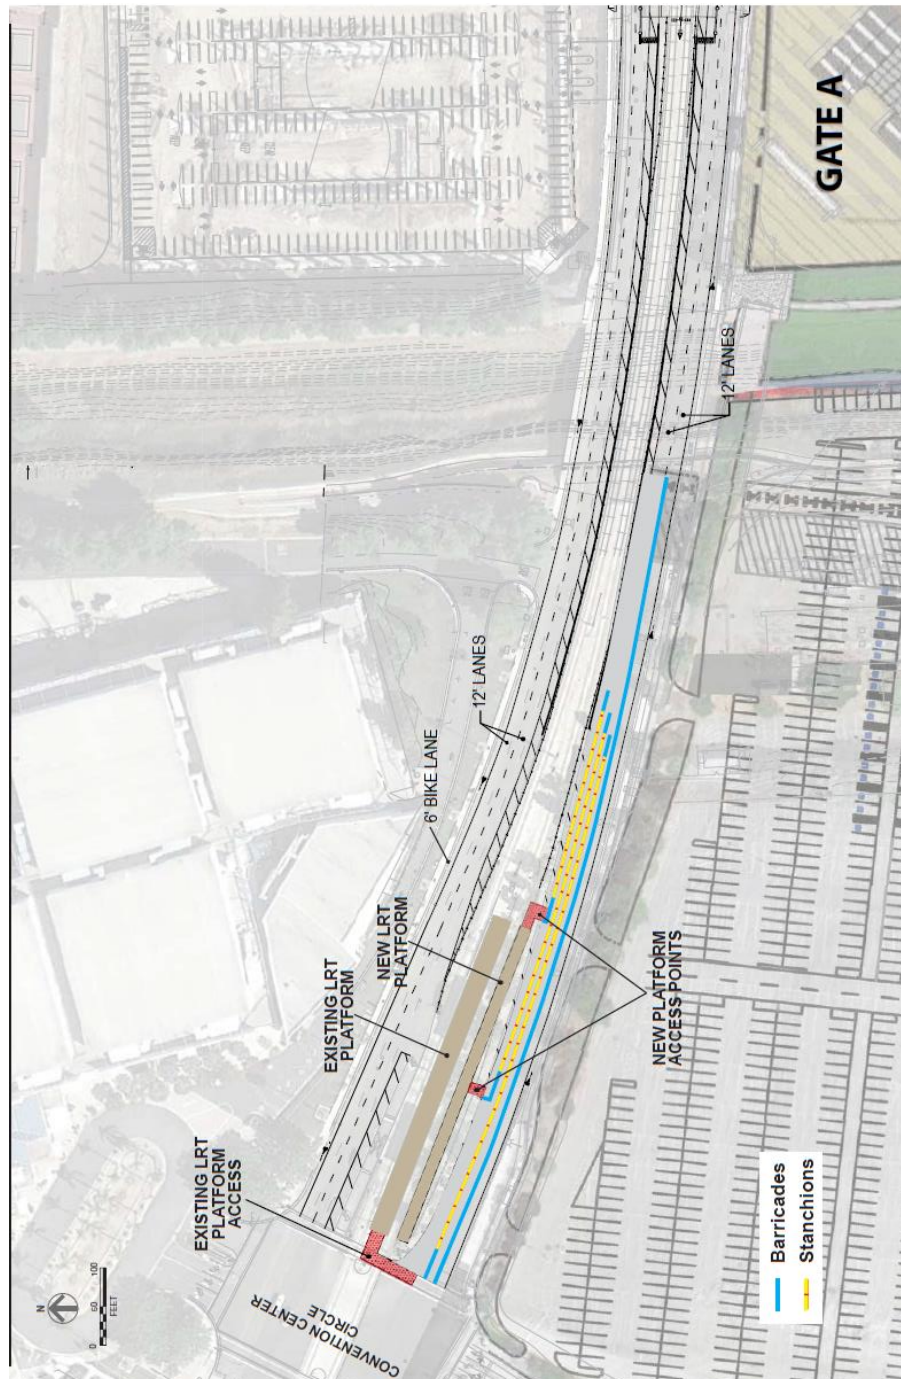 N
0 50 100
FEET
EXISTING LRT
PLATFORM
ACCESS
CONVENTION CENTER
CIRCLE
EXISTING LRT
PLATFORM
NEW LRT
PLATFORM
6' BIKE LANE
12' LANES
NEW PLATFORM
ACCESS POINTS
12' LANES
GATE A
Barricades
Stanchions